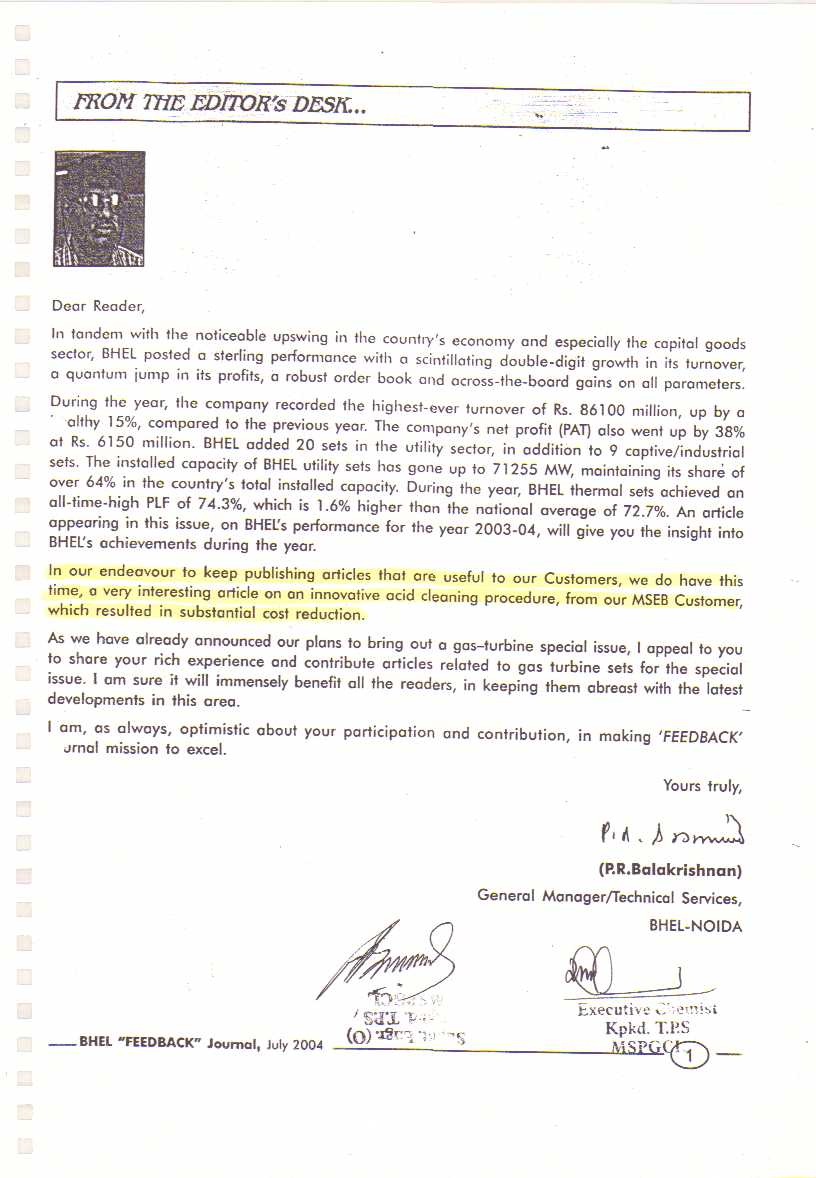 FROM THE EDITOR's DESK...
Dear Reader,
In tandem with the noticeable upswing in the country's economy and especially the capital goods
sector, BHEL posted a sterling performance with a scintillating double-digit growth in its turnover,
a quantum jump in its profits, a robust order book and across-the-board gains on all parameters.
During the year, the company recorded the highest-ever turnover of Rs. 86100 million, up by a
althy 15%, compared to the previous year. The company's net profit (PAT) also went up by 38%
at Rs. 6150 million. BHEL added 20 sets in the utility sector, in addition to 9 captive/industrial
sets. The installed capacity of BHEL utility sets has gone up to 71255 MW, maintaining its share of
over 64% in the country's total installed capacity. During the year, BHEL thermal sets achieved an
all-time-high PLF of 74.3%, which is 1.6% higher than the national average of 72.7%. An article
appearing in this issue, on BHEL's performance for the year 2003-04, will give you the insight into
BHEL's achievements during the year.
In our endeavour to keep publishing articles that are useful to our Customers, we do have this
time, a very interesting article on an innovative acid cleaning procedure, from our MSEB Customer,
which resulted in substantial cost reduction.
As we have already announced our plans to bring out a gas-turbine special issue, I appeal to you
to share your rich experience and contribute articles related to gas turbine sets for the special
issue. I am sure it will immensely benefit all the readers, in keeping them abreast with the latest
developments in this area.
I am, as always, optimistic about your participation and contribution, in making 'FEEDBACK'
urnal mission to excel.
Yours truly,
(P.R.Balakrishnan)
General Manager/Technical Services,
BHEL-NOIDA
Executive Chemist
Kpkd. T.P.S
MSPGCL
BHEL "FEEDBACK" Journal, July 2004
1